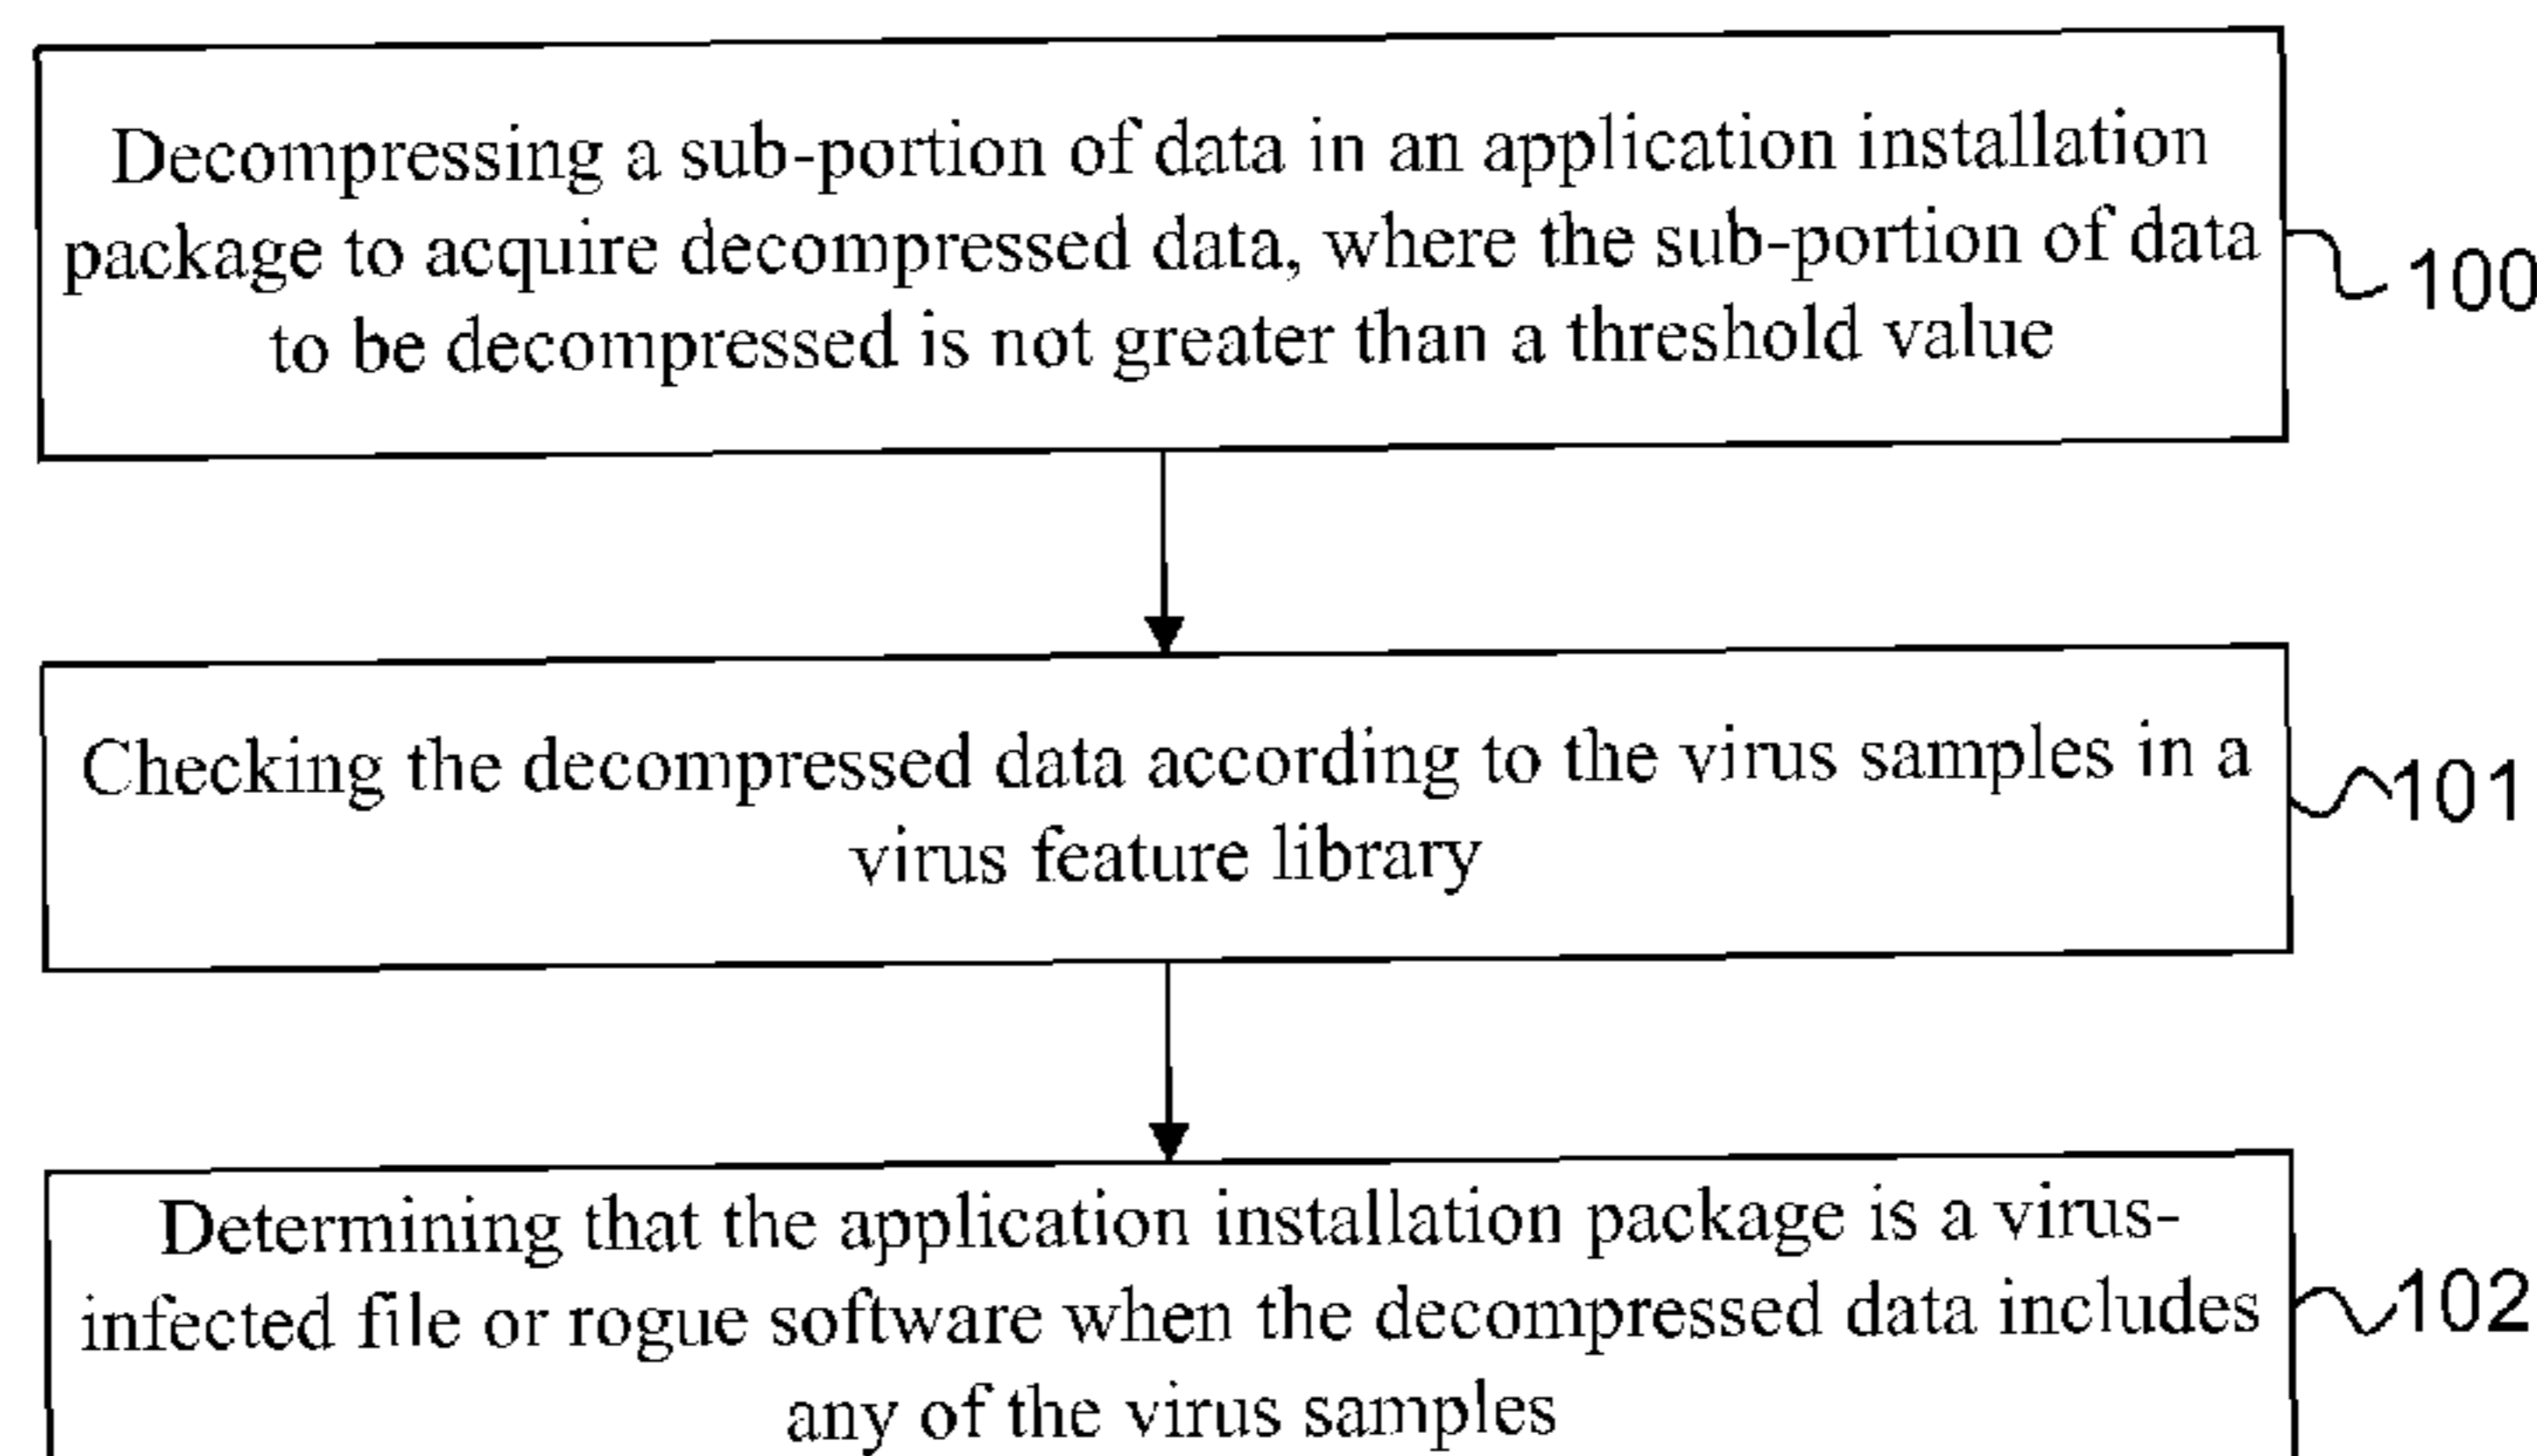 Decompressing a sub-portion of data in an application installation
package to acquire decompressed data, where the sub-portion of data
to be decompressed is not greater than a threshold value
100
Checking the decompressed data according to the virus samples in a
virus feature library
101
Determining that the application installation package is a virus-
infected file or rogue software when the decompressed data includes
any of the virus samples
102